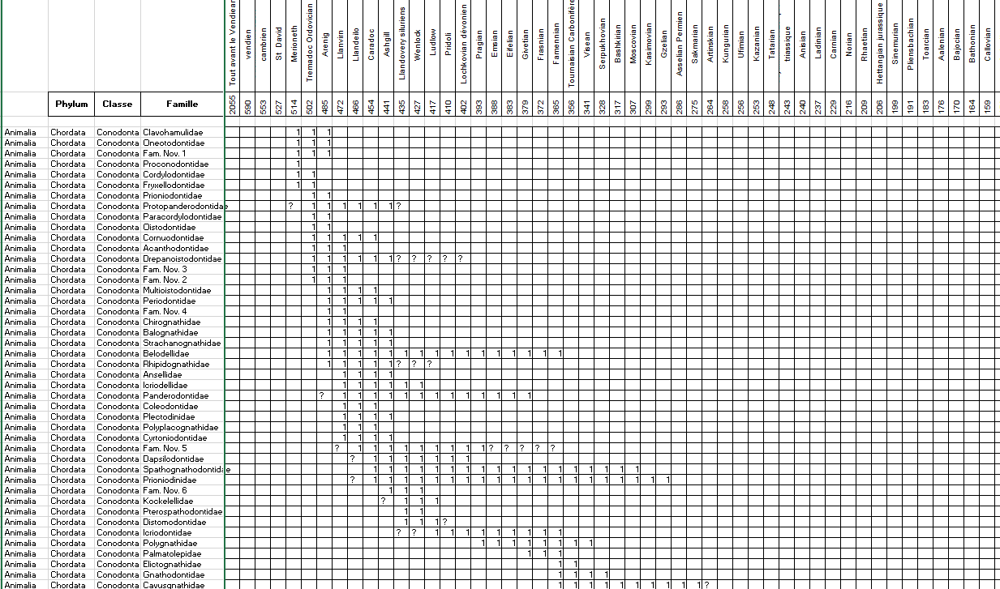 Tout avant le Vendiean
vendien
cambrien
St David
Merioneth
Tremadoc Ordovician
Arenig
Llanvirn
Llandeilo
Caradoc
Ashgill
Llandovery siluriens
Wenlock
Ludlow
Pridoli
Lochkovian dévonien
Pragian
Emsian
Eifelian
Givetian
Frasnian
Famennian
Tournaisian Carbonifère
Visean
Serpukhovian
Bashkirian
Moscovian
Kasimovian
Gzelian
Asselian Permien
Sakmarian
Artinskian
Kungurian
Ufimian
Kazanian
Tatarian
triassique
Anisian
Ladinian
Carnian
Norian
Rhaetian
Hettangian jurassique
Sinemurian
Pliensbachian
Toarcian
Aalenian
Bajocian
Bathonian
Callovian
Phylum Classe Famille 2055 590 553 527 514 502 485 472 466 454 441 435 427 417 410 402 393 388 383 379 372 365 356 341 328 317 307 299 293 286 275 264 258 256 253 248 243 240 237 229 216 209 206 199 191 183 176 170 164 159
Animalia Chordata Conodonta Clavohamulidae 1 1 1
Animalia Chordata Conodonta Oneotodontidae 1 1 1
Animalia Chordata Conodonta Fam. Nov. 1 1 1 1
Animalia Chordata Conodonta Proconodontidae 1
Animalia Chordata Conodonta Cordylodontidae 1 1
Animalia Chordata Conodonta Fryxellodontidae 1 1
Animalia Chordata Conodonta Prioniodontidae 1 1
Animalia Chordata Conodonta Protopanderodontidae ? 1 1 1 1 1 1 ?
Animalia Chordata Conodonta Paracordylodontidae 1 1
Animalia Chordata Conodonta Oistodontidae 1 1
Animalia Chordata Conodonta Cornuodontidae 1 1 1 1 1
Animalia Chordata Conodonta Acanthodontidae 1 1 1
Animalia Chordata Conodonta Drepanoistodontidae 1 1 1 1 1 1 ? ? ? ? ?
Animalia Chordata Conodonta Fam. Nov. 3 1 1 1
Animalia Chordata Conodonta Fam. Nov. 2 1 1 1
Animalia Chordata Conodonta Multioistodontidae 1 1 1 1
Animalia Chordata Conodonta Periodontidae 1 1 1 1 1
Animalia Chordata Conodonta Fam. Nov. 4 1 1
Animalia Chordata Conodonta Chirognathidae 1 1 1 1
Animalia Chordata Conodonta Balognathidae 1 1 1 1 1
Animalia Chordata Conodonta Strachanognathidae 1 1 1 1 1
Animalia Chordata Conodonta Belodellidae 1 1 1 1 1 1 1 1 1 1 1 1 1 1 1 1
Animalia Chordata Conodonta Rhipidognathidae 1 1 1 1 1 ? ? ?
Animalia Chordata Conodonta Ansellidae 1 1 1 1
Animalia Chordata Conodonta Icriodellidae 1 1 1 1 1 1
Animalia Chordata Conodonta Panderodontidae ? 1 1 1 1 1 1 1 1 1 1 1 1 1
Animalia Chordata Conodonta Coleodontidae 1 1 1
Animalia Chordata Conodonta Plectodinidae 1 1 1 1
Animalia Chordata Conodonta Polyplacognathidae 1 1 1
Animalia Chordata Conodonta Cyrtoniodontidae 1 1 1 1
Animalia Chordata Conodonta Fam. Nov. 5 ? 1 1 1 1 1 1 1 1 1 ? ? ? ? ?
Animalia Chordata Conodonta Dapsilodontidae ? 1 1 1 1 1 1 1
Animalia Chordata Conodonta Spathognathodontidae 1 1 1 1 1 1 1 1 1 1 1 1 1 1 1 1 1 1
Animalia Chordata Conodonta Prioniodinidae ? 1 1 1 1 1 1 1 1 1 1 1 1 1 1 1 1 1 1 1 1
Animalia Chordata Conodonta Fam. Nov. 6 1 1 1
Animalia Chordata Conodonta Kockelellidae ? 1 1 1
Animalia Chordata Conodonta Pterospathodontidae 1 1
Animalia Chordata Conodonta Distomodontidae 1 1 1 ?
Animalia Chordata Conodonta Icriodontidae ? ? 1 1 1 1 1 1 1 1 1
Animalia Chordata Conodonta Polygnathidae 1 1 1 1 1 1 1 1
Animalia Chordata Conodonta Palmatolepidae 1 1 1
Animalia Chordata Conodonta Elictognathidae 1 1
Animalia Chordata Conodonta Gnathodontidae 1 1 1 1
Animalia Chordata Conodonta Cavusgnathidae 1 1 1 1 1 1 1 1 1 1 ?